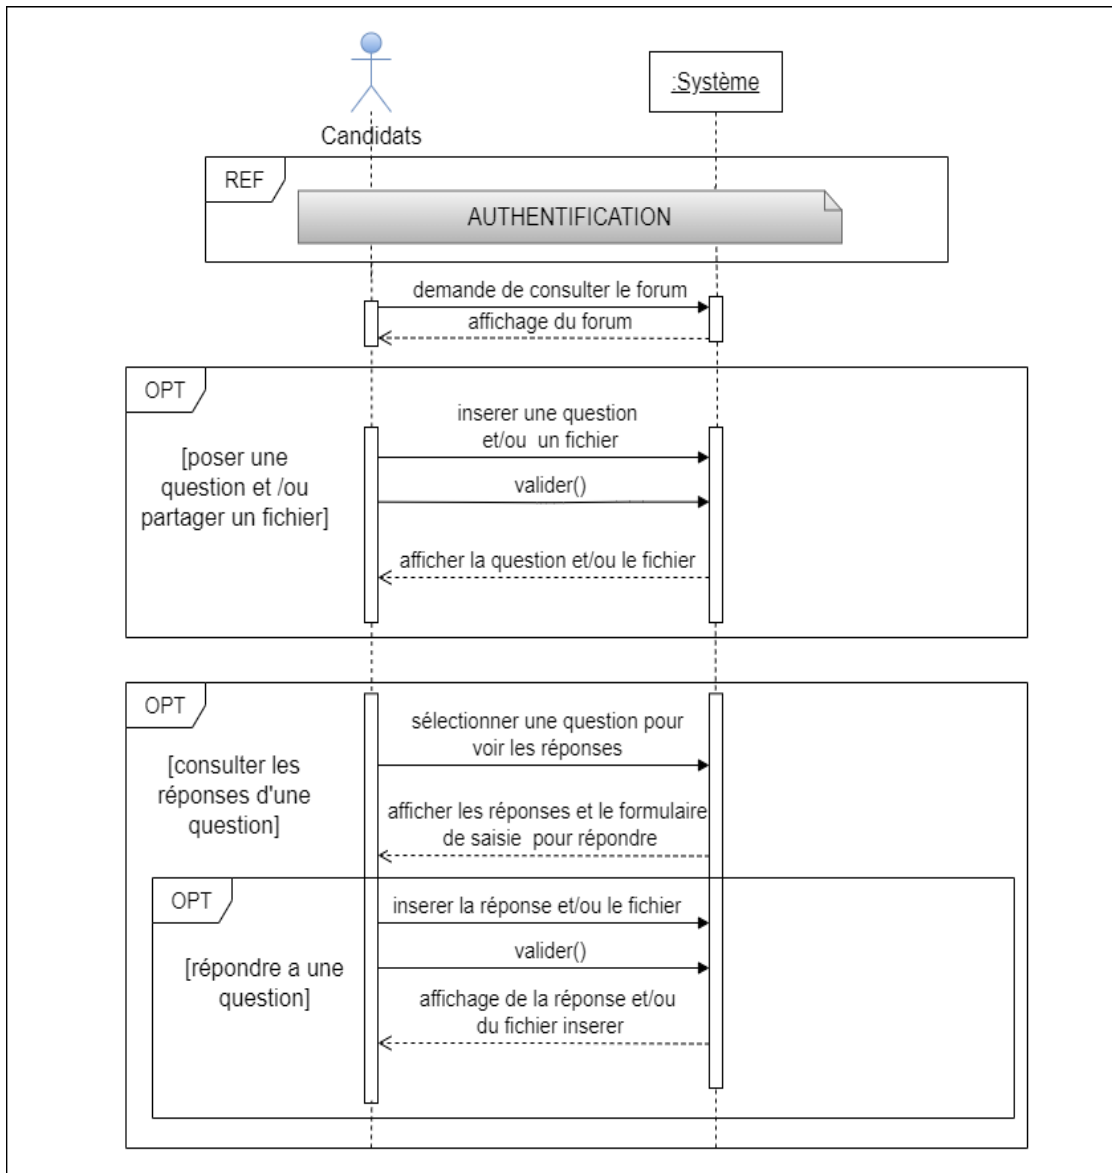 :Système
Candidats
REF
AUTHENTIFICATION
demande de consulter le forum
affichage du forum
OPT
[poser une
question et /ou
partager un fichier]
inserer une question
et/ou un fichier
valider()
afficher la question et/ou le fichier
OPT
[consulter les
réponses d'une
question]
sélectionner une question pour
voir les réponses
afficher les réponses et le formulaire
de saisie pour répondre
OPT
[répondre a une
question]
inserer la réponse et/ou le fichier
valider()
affichage de la réponse et/ou
du fichier inserer